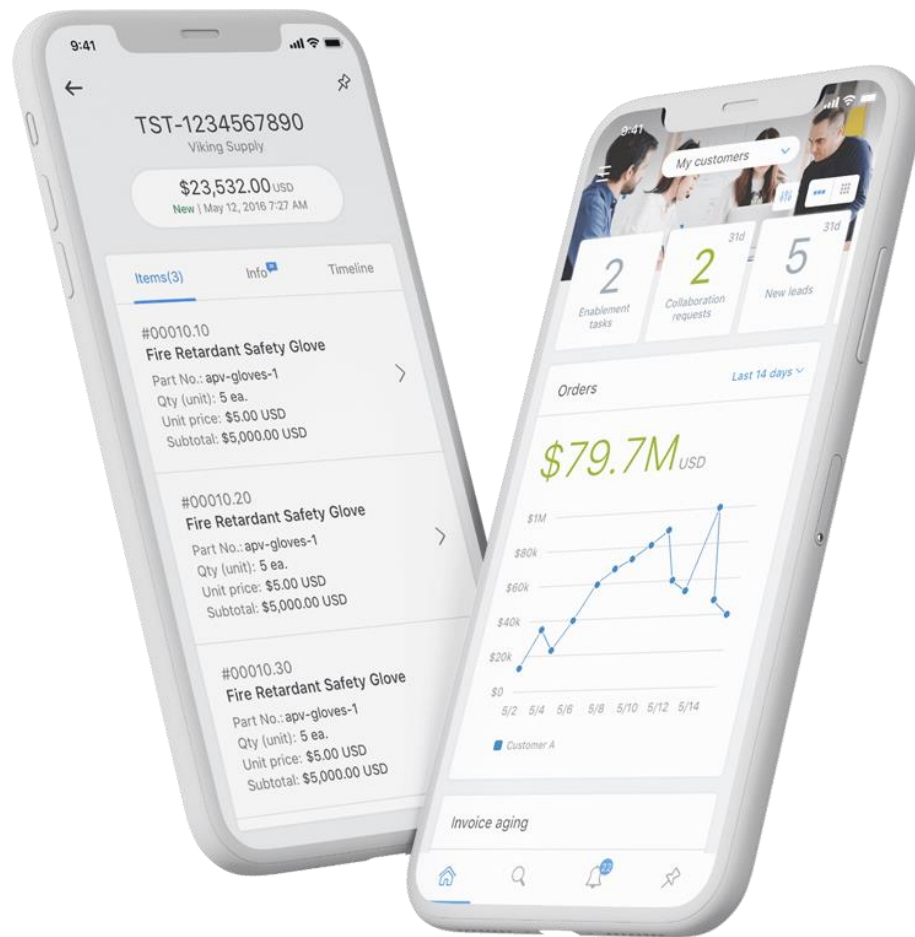 9:41
TST-1234567890
Viking Supply
$23,532.00 USD
New | May 12, 2016 7:27 AM
Items(3) Info Timeline
#00010.10
Fire Retardant Safety Glove
Part No.: apv-gloves-1
Qty (unit): 5 ea.
Unit price: $5.00 USD
Subtotal: $5,000.00 USD
#00010.20
Fire Retardant Safety Glove
Part No.: apv-gloves-1
Qty (unit): 5 ea.
Unit price: $5.00 USD
Subtotal: $5,000.00 USD
#00010.30
Fire Retardant Safety Glove
Part No.: apv-gloves-1
Qty (unit): 5 ea.
Unit price: $5.00 USD
Subtotal: $5,000.00 USD
9:41
My customers
31d 31d
2 2 5
Enablement
tasks
Collaboration
requests
New leads
Orders Last 14 days
$79.7M USD
$1M
$80k
$60k
$40k
$20k
$0
5/2 5/4 5/6 5/8 5/10 5/12 5/14
Customer A
Invoice aging
22